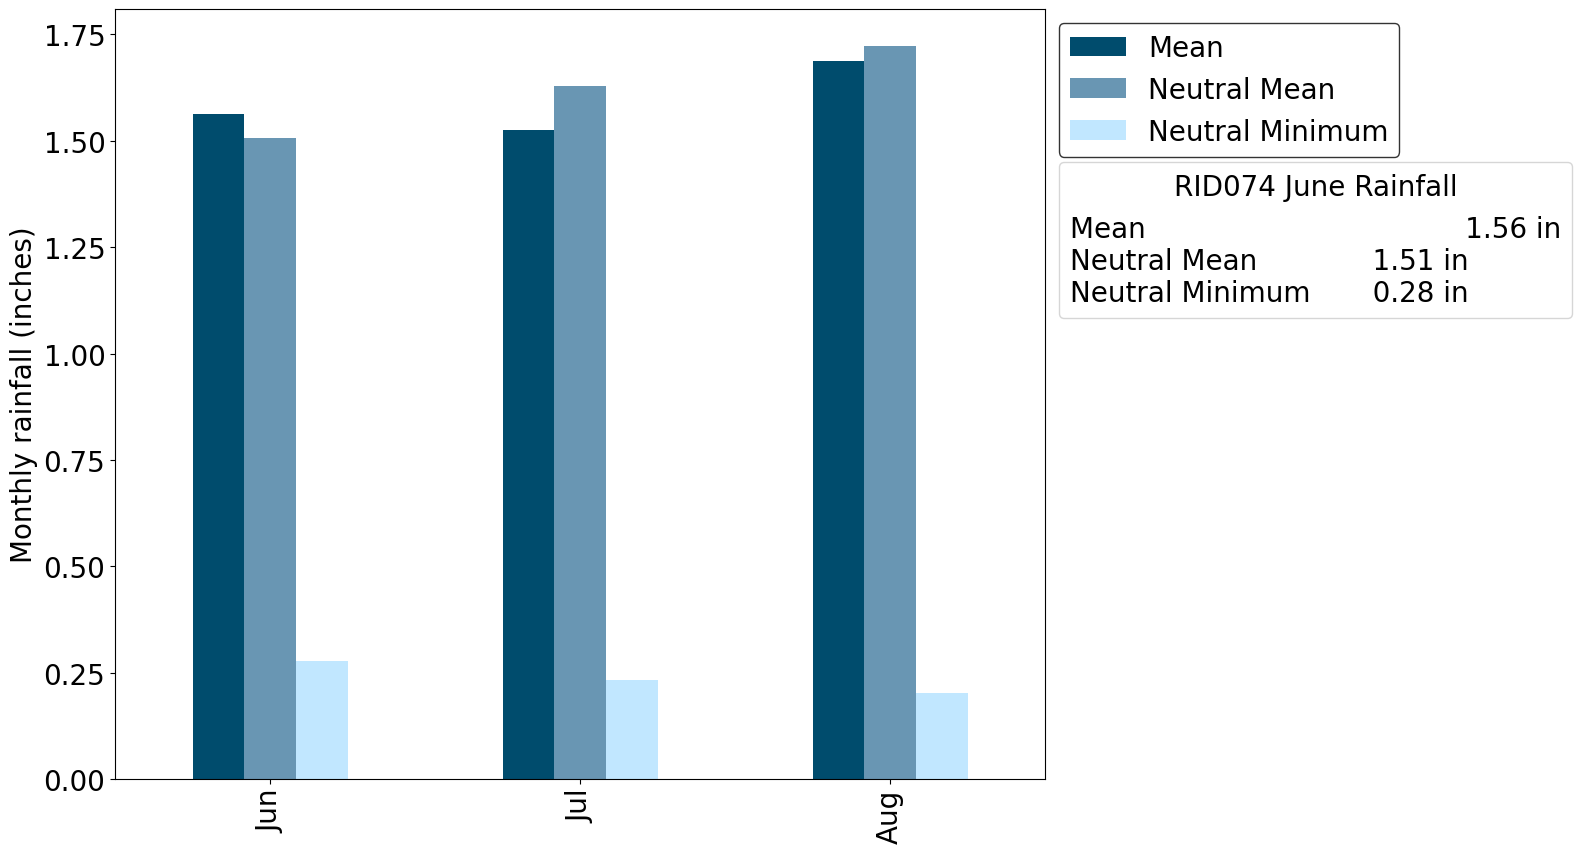 Monthly rainfall (inches)
1.75
1.50
1.25
1.00
0.75
0.50
0.25
0.00
Jun
Jul
Aug
Mean
Neutral Mean
Neutral Minimum
RID074 June Rainfall
Mean 1.56 in
Neutral Mean 1.51 in
Neutral Minimum 0.28 in